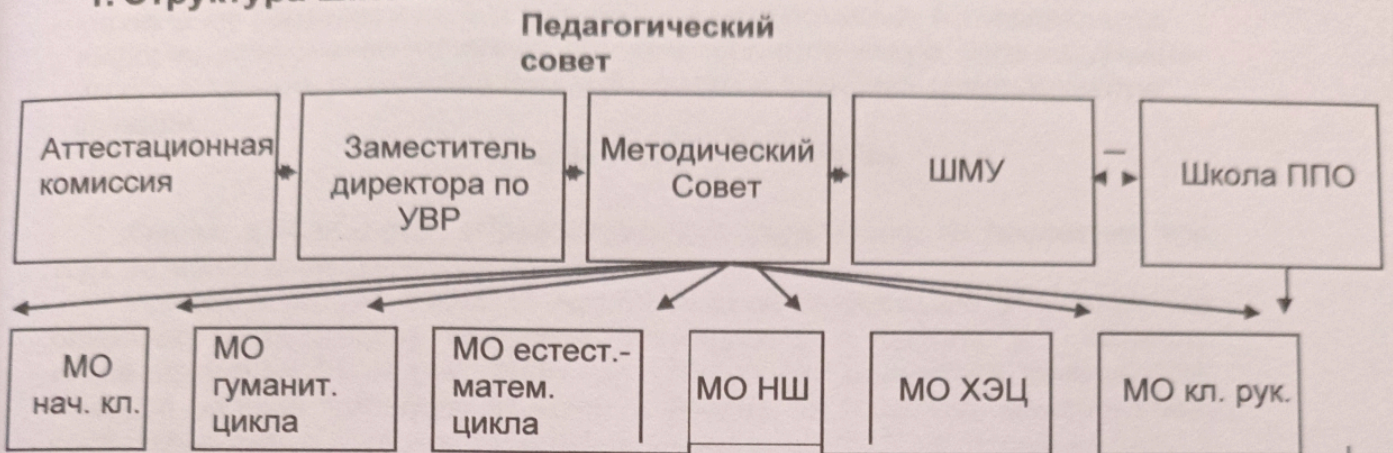 Педагогический
совет
Аттестационная
комиссия
Заместитель
директора по
УВР
Методический
Совет
ШМУ
Школа ППО
МО
нач. кл.
МО
гуманит.
цикла
МО естест.-
матем.
цикла
МО НШ
МО ХЭЦ
МО кл. рук.